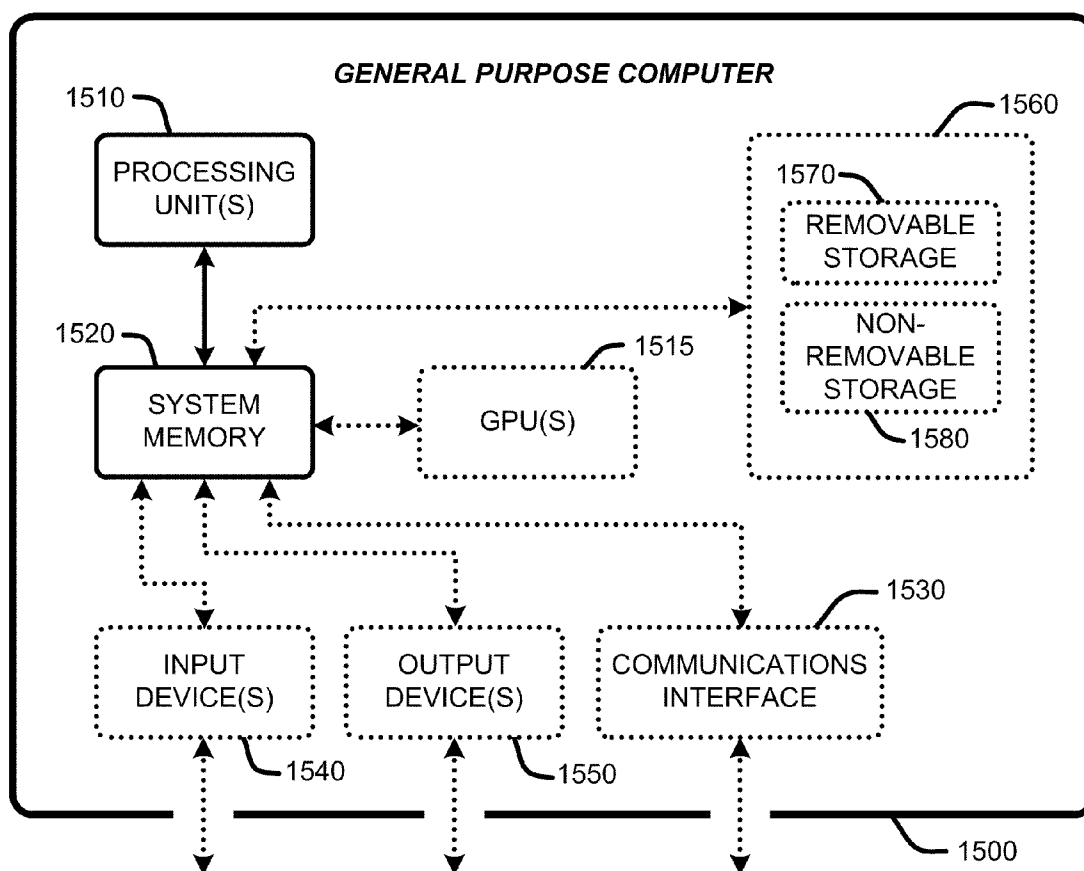 GENERAL PURPOSE COMPUTER
1510
PROCESSING
UNIT(S)
1560
1570
REMOVABLE
STORAGE
NON-
REMOVABLE
STORAGE
1580
1520
SYSTEM
MEMORY
1515
GPU(S)
1530
INPUT
DEVICE(S)
OUTPUT
DEVICE(S)
COMMUNICATIONS
INTERFACE
1540
1550
1500